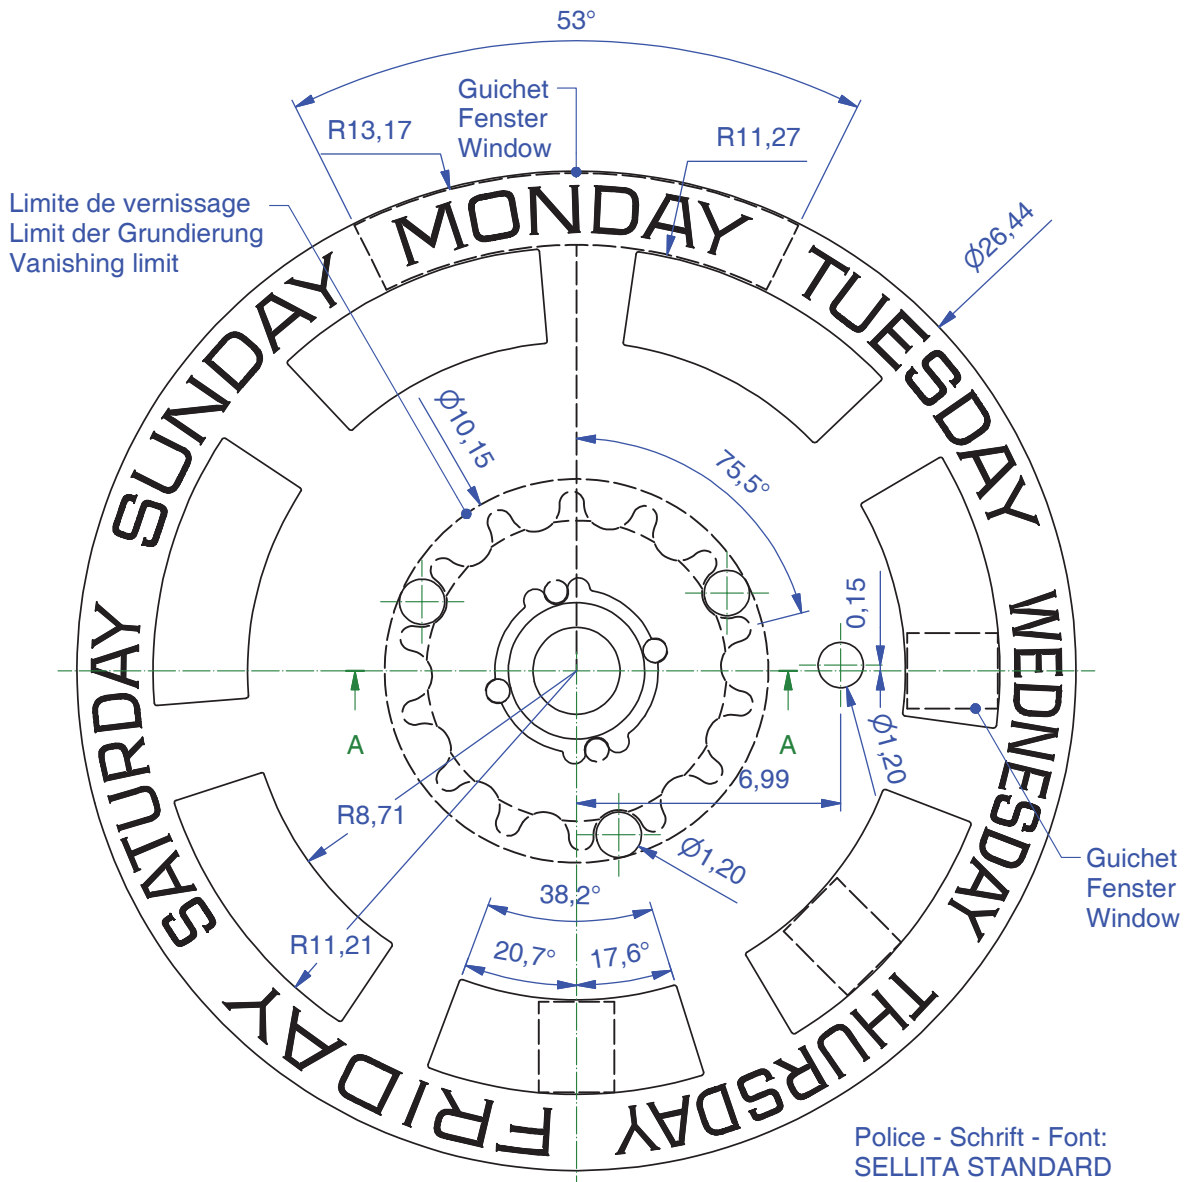 53°
Guichet
Fenster
Window
R13,17
R11,27
Limite de vernissage
Limit der Grundierung
Vanishing limit
Ø26,44
MONDAY
TUESDAY
WEDNESDAY
THURSDAY
FRIDAY
SATURDAY
SUNDAY
Ø10,15
75,5°
0,15
A
A
Ø1,20
6,99
R8,71
Ø1,20
Guichet
Fenster
Window
38,2°
R11,21
20,7°
17,6°
Police - Schrift - Font:
SELLITA STANDARD